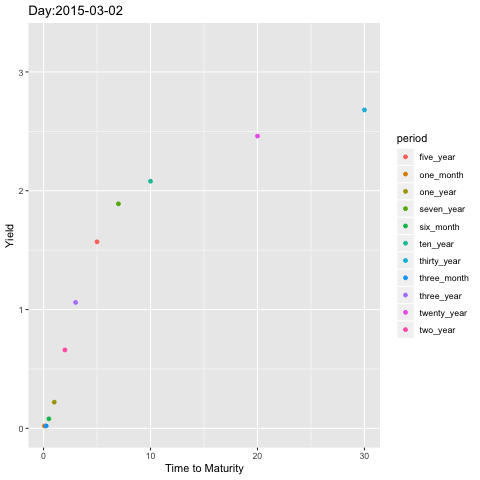 Day:2015-03-02
Yield
3
2
1
0
0
10
20
30
Time to Maturity
period
five_year
one_month
one_year
seven_year
six_month
ten_year
thirty_year
three_month
three_year
twenty_year
two_year